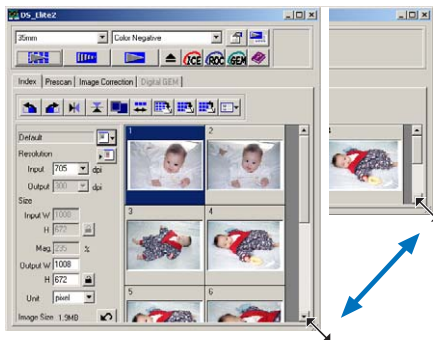 DS_Elite2
35mm Color Negative
ICE ROC GEM
Index Prescan Image Correction Digital GEM
Default
Resolution
Input 705 dpi
Output 300 dpi
Size
Input W 1008
H 672
Mag. 295 %
Output W 1008
H 672
Unit pixel
Image Size 1.9MB
1 2
3 4
5 6